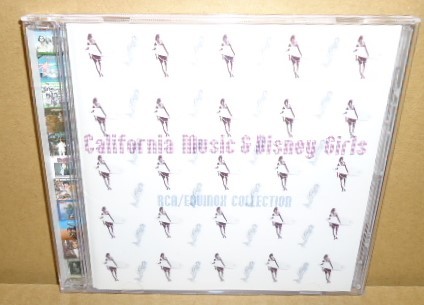 California Music & Disney Girls
RCA/EQUINOX COLLECTION